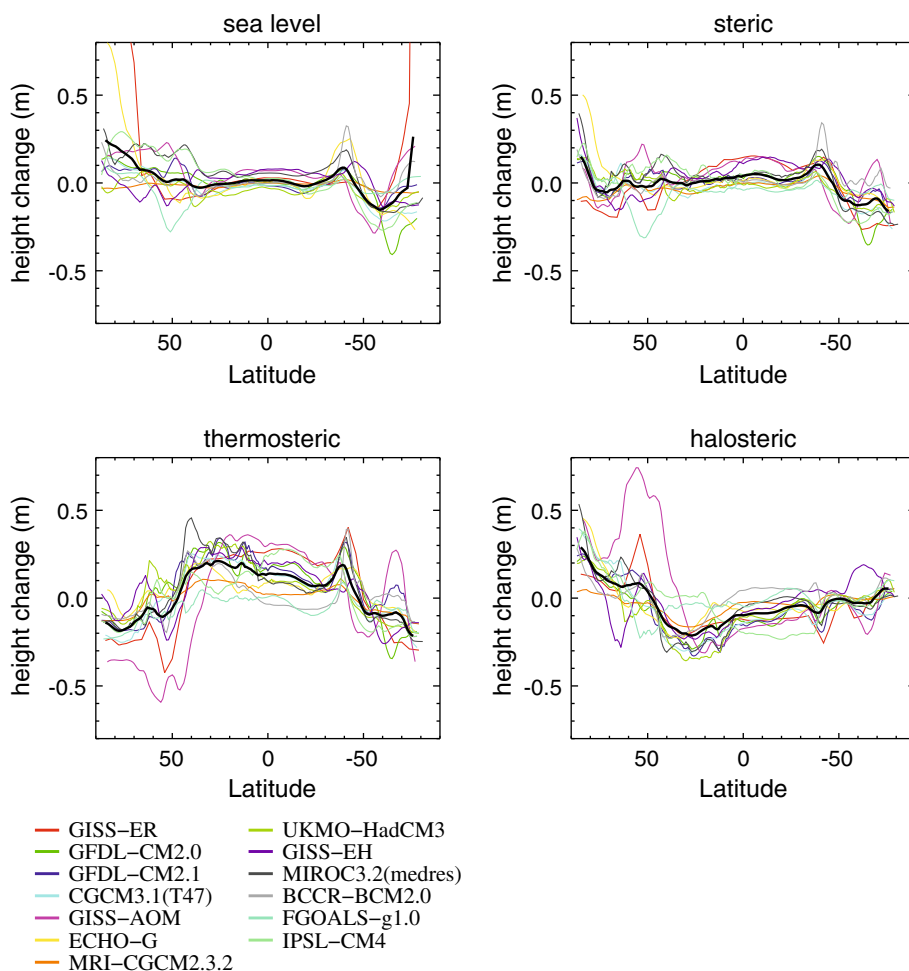 sea level
steric
height change (m)
0.5
0.0
-0.5
50
0
-50
Latitude
height change (m)
0.5
0.0
-0.5
50
0
-50
Latitude
thermosteric
halosteric
height change (m)
0.5
0.0
-0.5
50
0
-50
Latitude
height change (m)
0.5
0.0
-0.5
50
0
-50
Latitude
GISS−ER
GFDL−CM2.0
GFDL−CM2.1
CGCM3.1(T47)
GISS−AOM
ECHO−G
MRI−CGCM2.3.2
UKMO−HadCM3
GISS−EH
MIROC3.2(medres)
BCCR−BCM2.0
FGOALS−g1.0
IPSL−CM4